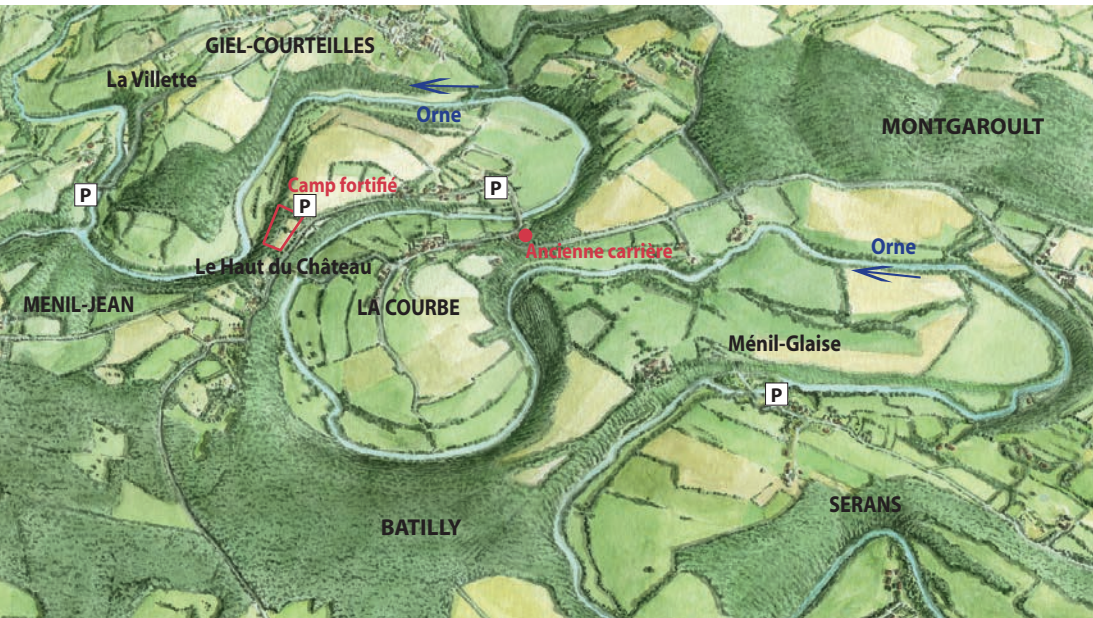 GIEL-COURTEILLES
La Villette
Orne
MONTGAROULT
P
Camp fortifié
P
P
Ancienne carrière
Orne
Le Haut du Château
MENIL-JEAN
LA COURBE
Ménil-Glaise
P
SERANS
BATILLY